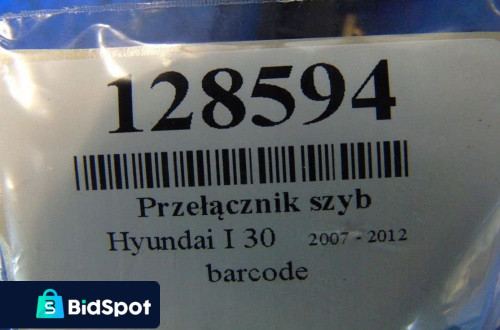 128594
Przełącznik szyb
Hyundai I 30 2007 - 2012
barcode
S
BidSpot